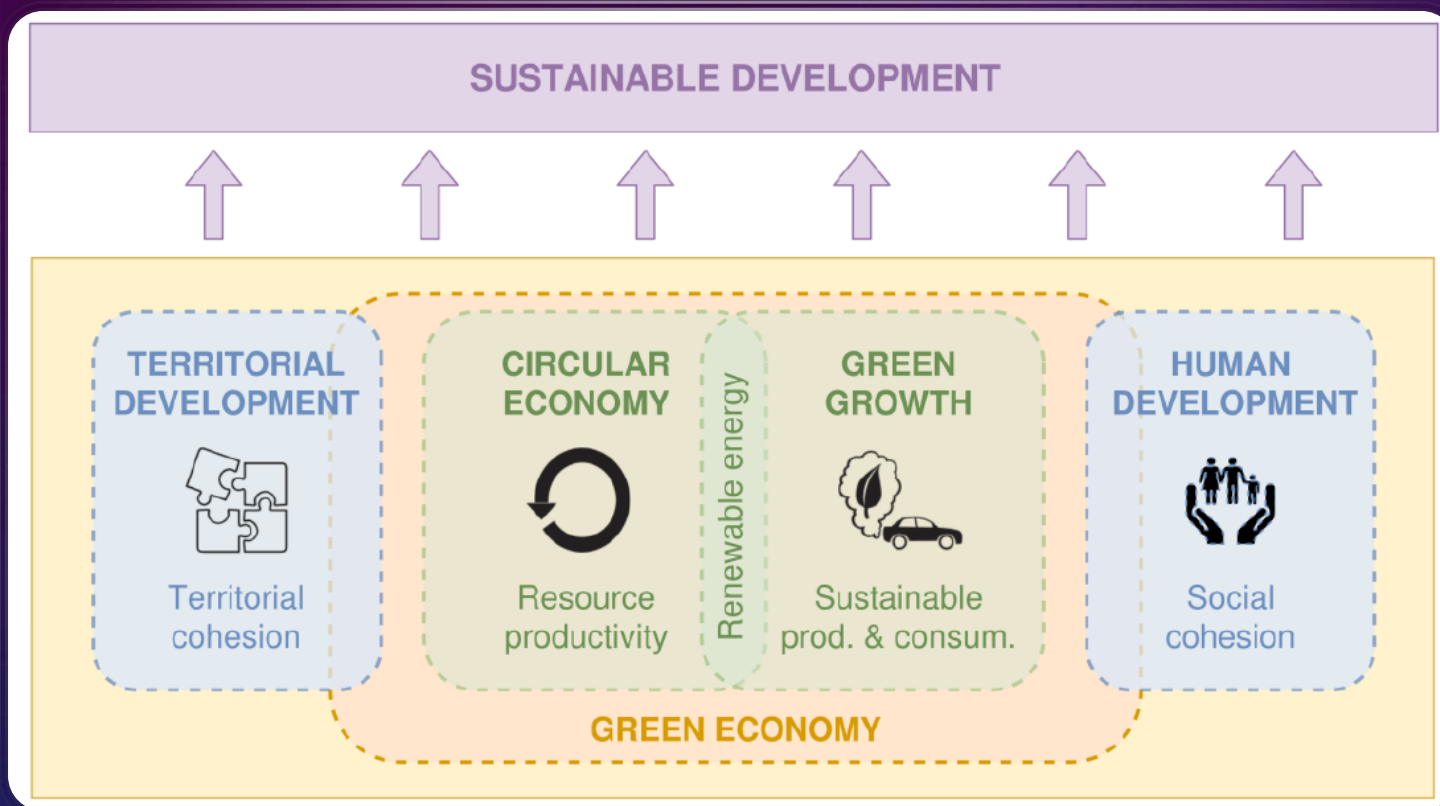 SUSTAINABLE DEVELOPMENT
TERRITORIAL
DEVELOPMENT
Territorial
cohesion
CIRCULAR
ECONOMY
Resource
productivity
Renewable energy
GREEN
GROWTH
Sustainable
prod. & consum.
HUMAN
DEVELOPMENT
Social
cohesion
GREEN ECONOMY